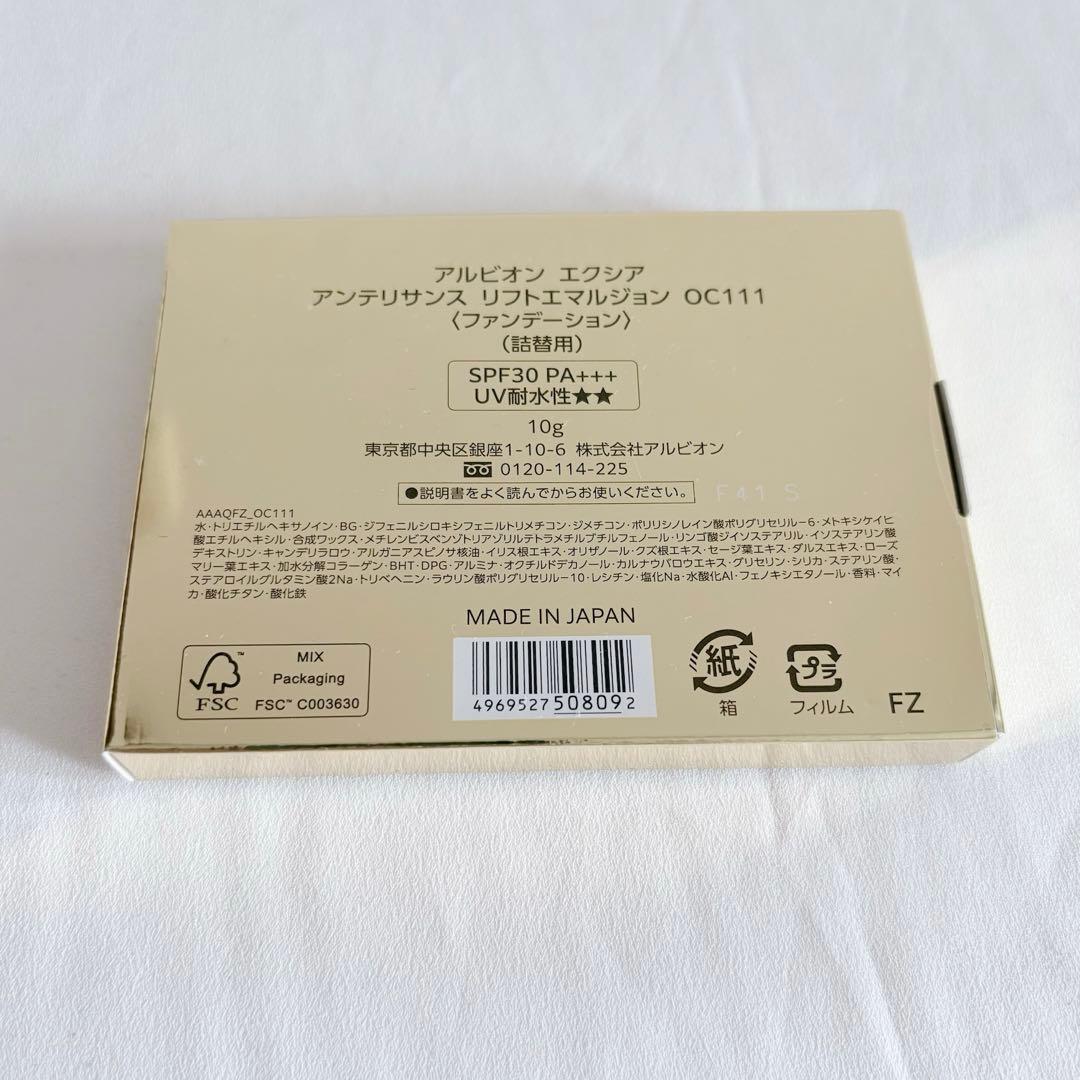 アルビオン エクシア
アンテリサンス リフトエマルジョン OC111
〈ファンデーション〉
(詰替用)
SPF30 PA+++
UV耐水性★★
10g
東京都中央区銀座1-10-6 株式会社アルビオン
0120-114-225
●説明書をよく読んでからお使いください。 F41 S
AAAQFZ_OC111
水・トリエチルヘキサノイン・BG・ジフェニルシロキシフェニルトリメチコン・ジメチコン・ポリリシノレイン酸ポリグリセリル－6・メトキシケイヒ
酸エチルヘキシル・合成ワックス・メチレンビスベンゾトリアゾリルテトラメチルブチルフェノール・リンゴ酸ジイソステアリル・イソステアリン酸
デキストリン・キャンデリラロウ・アルガニアスピノサ核油・イリス根エキス・オリザノール・クズ根エキス・セージ葉エキス・ダルスエキス・ローズ
マリー葉エキス・加水分解コラーゲン・BHT・DPG・アルミナ・オクチルドデカノール・カルナウバロウエキス・グリセリン・シリカ・ステアリン酸・
ステアロイルグルタミン酸2Na・トリベヘニン・ラウリン酸ポリグリセリル－10・レシチン・塩化Na・水酸化Al・フェノキシエタノール・香料・マイ
カ・酸化チタン・酸化鉄
MADE IN JAPAN
FSC™
MIX
Packaging
FSC™ C003630
4969527508092
紙
箱
プラ
フィルム
FZ